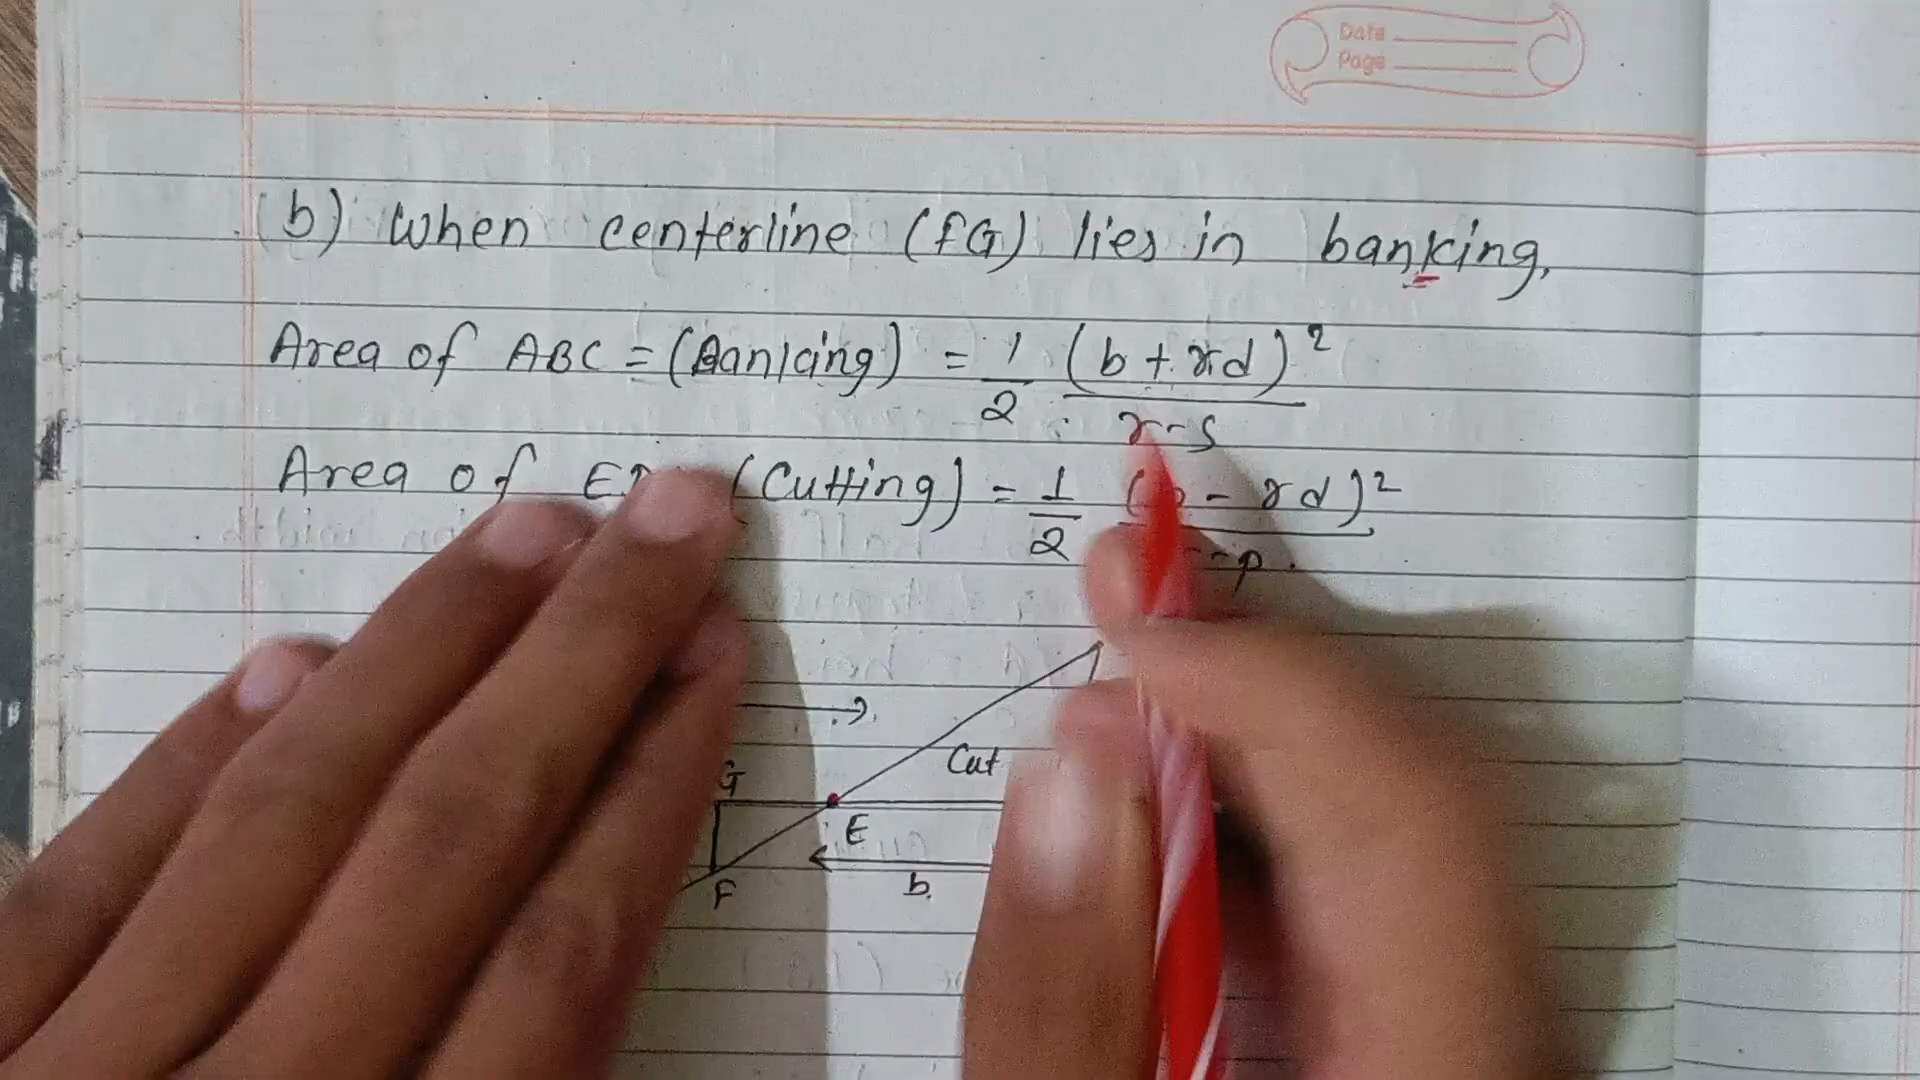 Date
Page
(b) When centerline (FG) lies in banking,
Area of ABC = (Banking) = 1/2 (b + rd)² / r-s
Area of (Cutting) = 1/2 - rd)² / -p.
Cut
G
E
b.
F